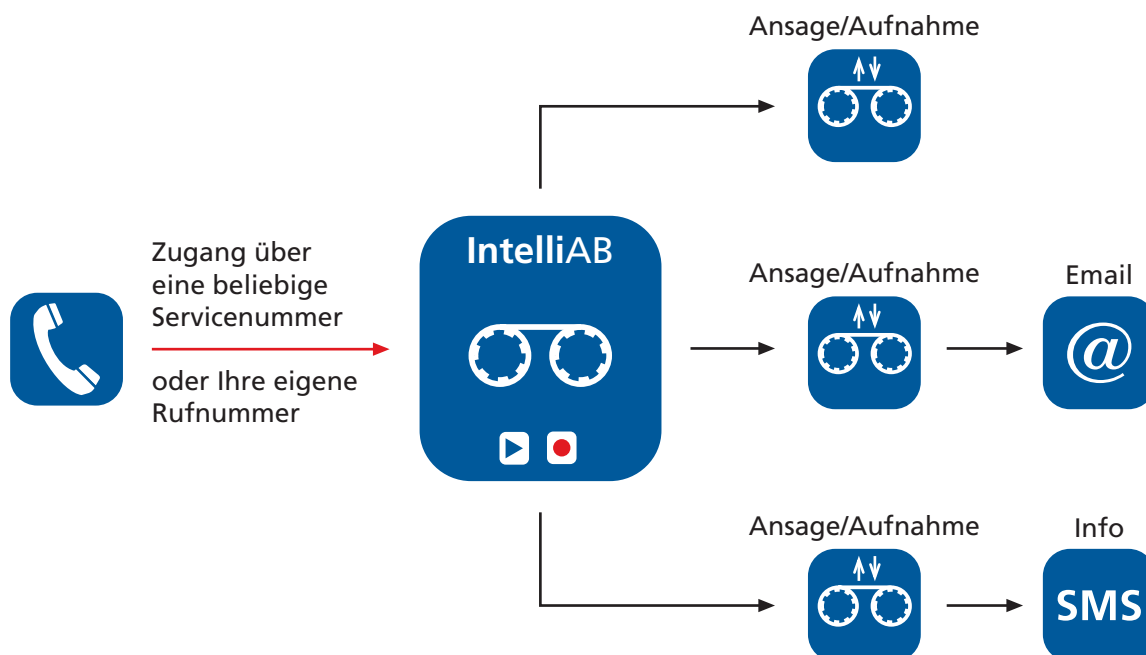 Ansage/Aufnahme
Zugang über
eine beliebige
Servicenummer
oder Ihre eigene
Rufnummer
IntelliAB
Ansage/Aufnahme
Email
@
Ansage/Aufnahme
Info
SMS